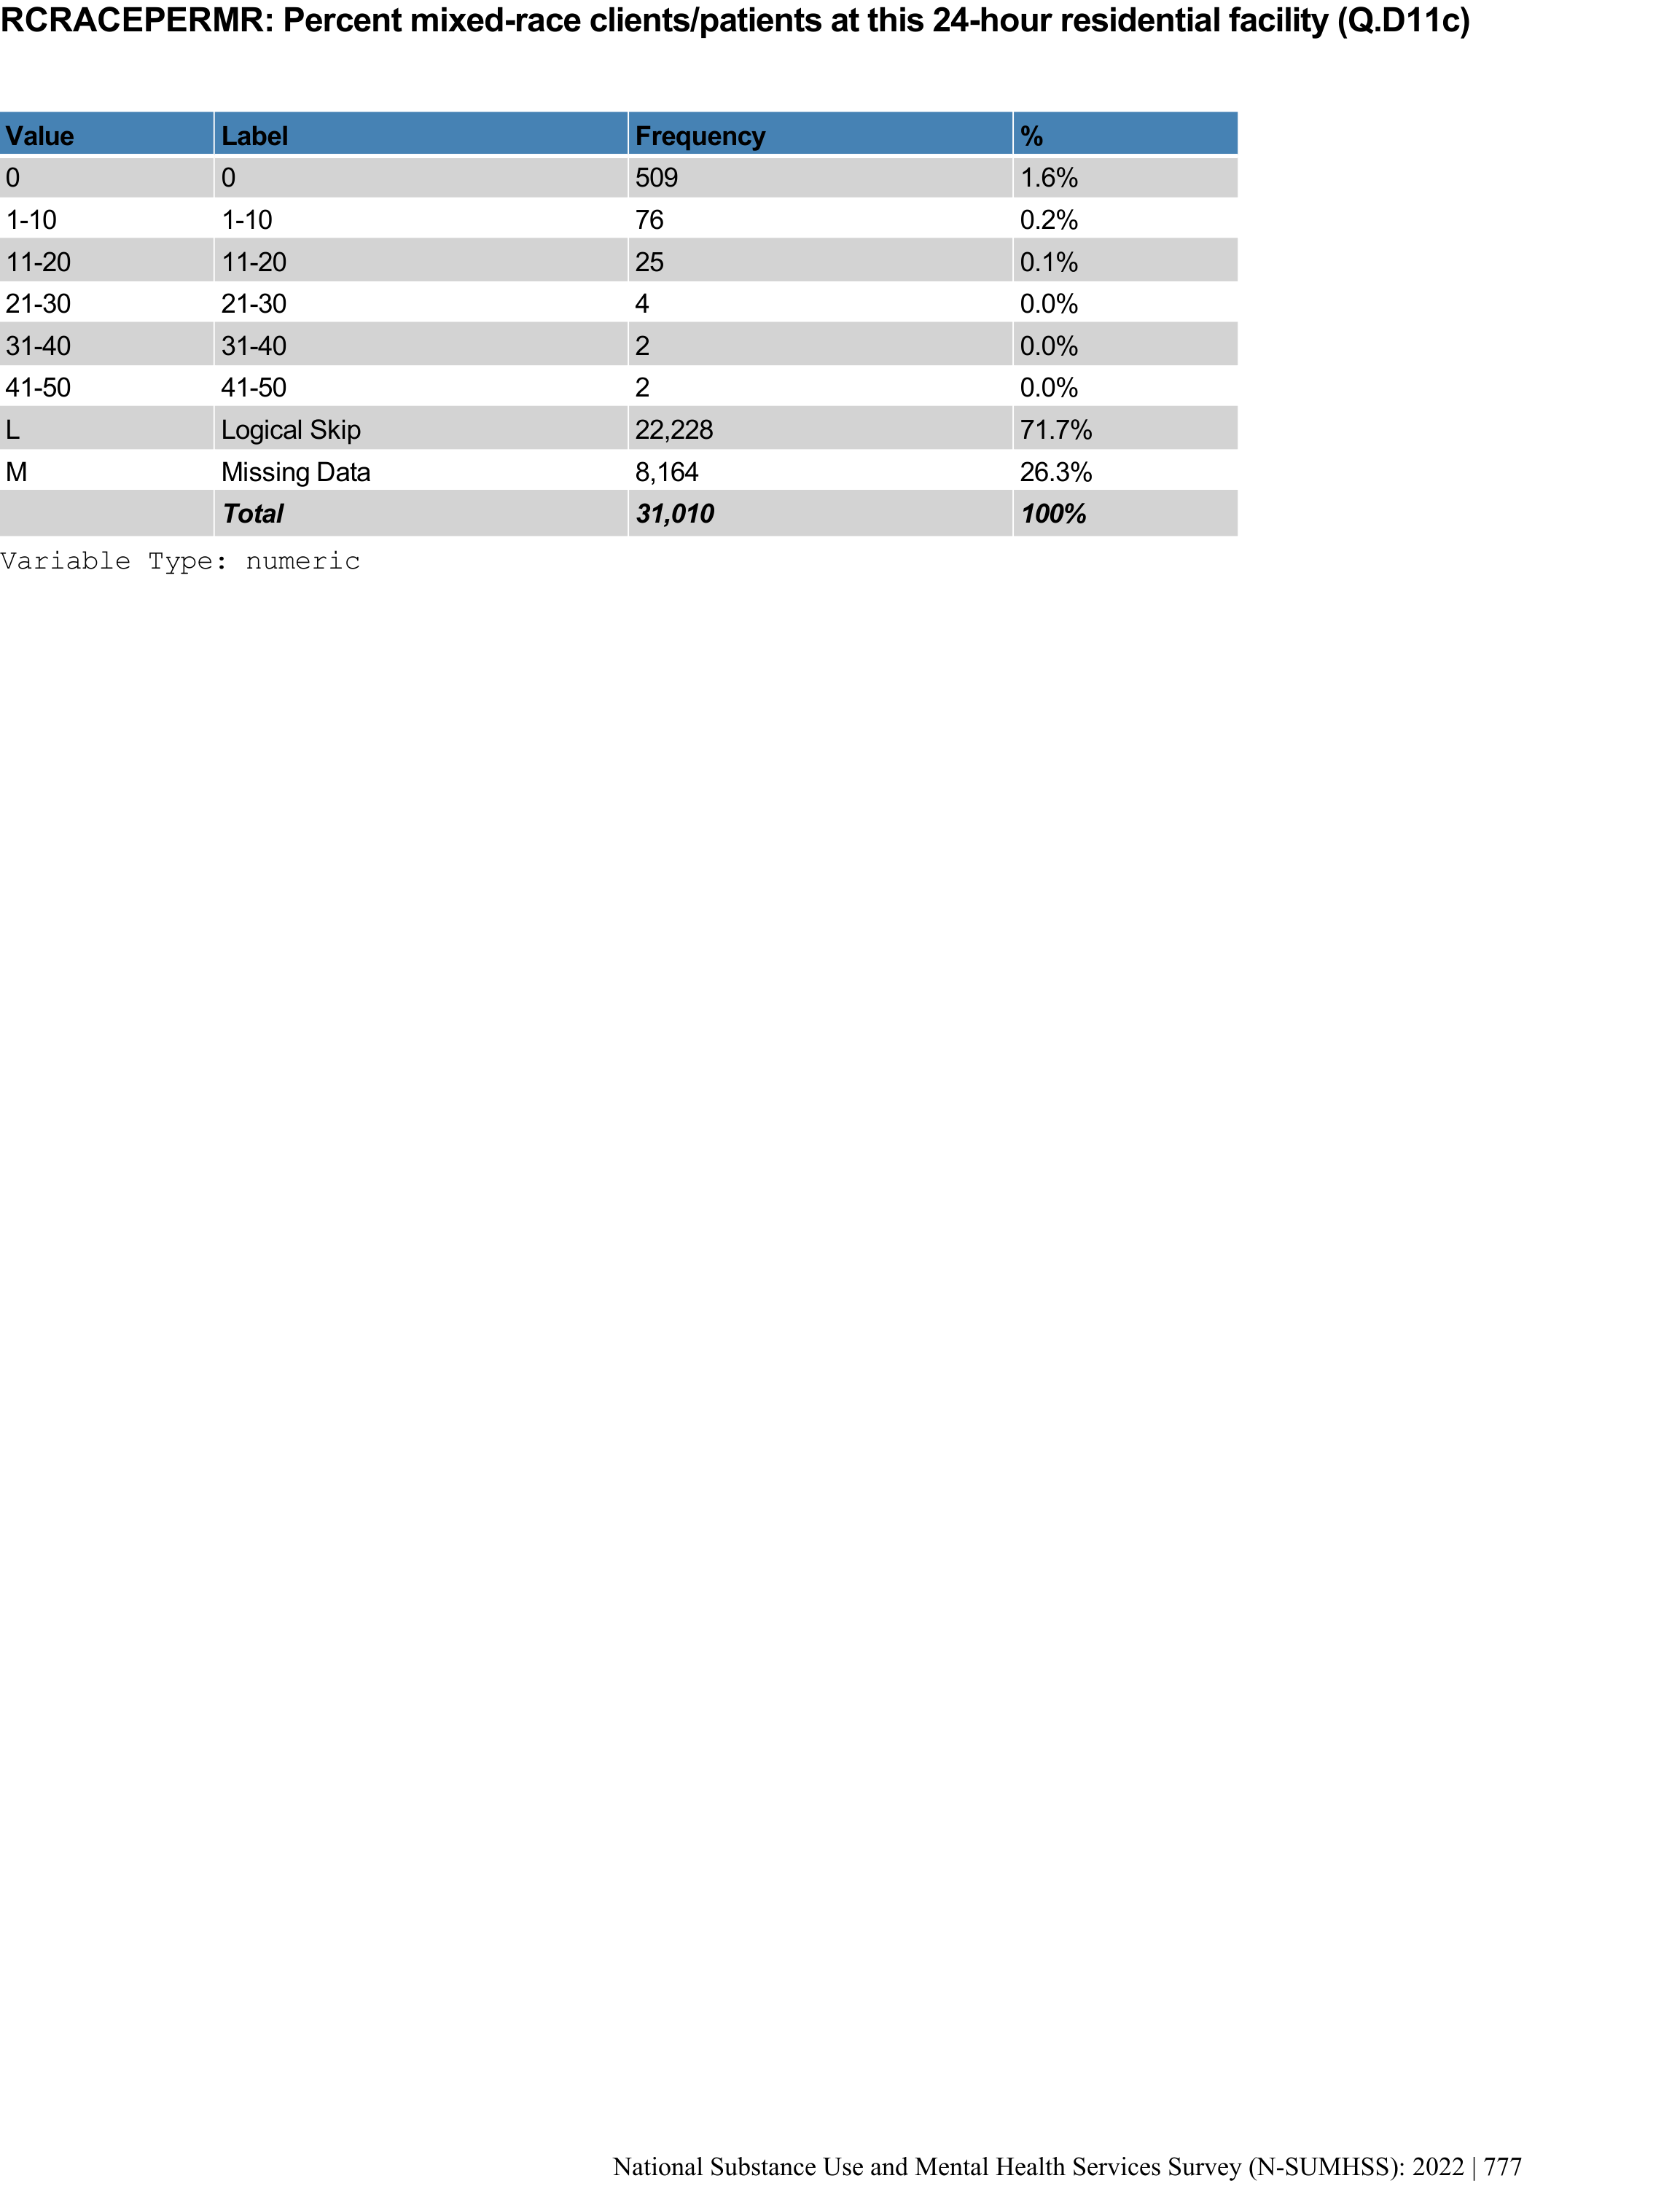 RCRACEPERMR: Percent mixed-race clients/patients at this 24-hour residential facility (Q.D11c)
Value Label Frequency %
0 0 509 1.6%
1-10 1-10 76 0.2%
11-20 11-20 25 0.1%
21-30 21-30 4 0.0%
31-40 31-40 2 0.0%
41-50 41-50 2 0.0%
L Logical Skip 22,228 71.7%
M Missing Data 8,164 26.3%
Total 31,010 100%
Variable Type: numeric
National Substance Use and Mental Health Services Survey (N-SUMHSS): 2022 | 777